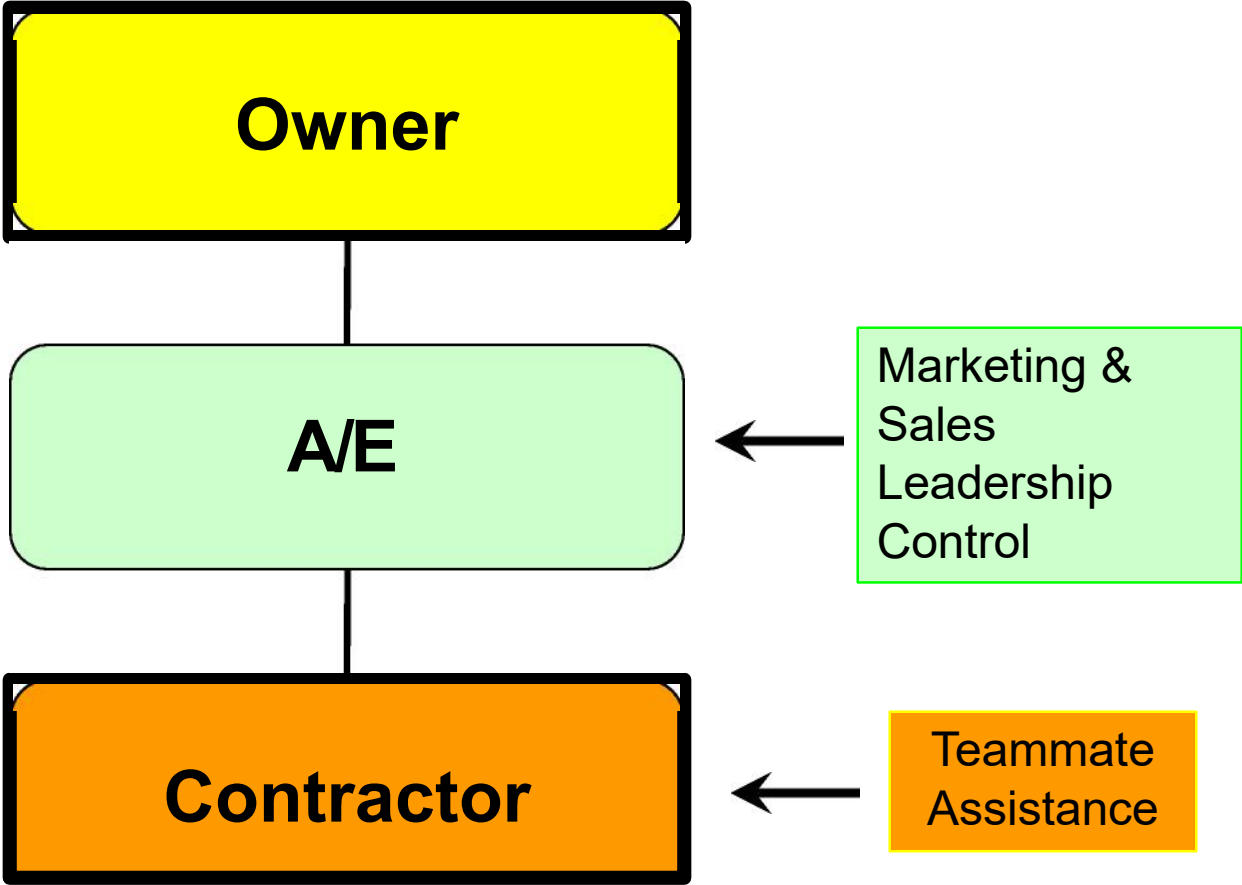 Owner
A/E
Marketing &
Sales
Leadership
Control
Contractor
Teammate
Assistance